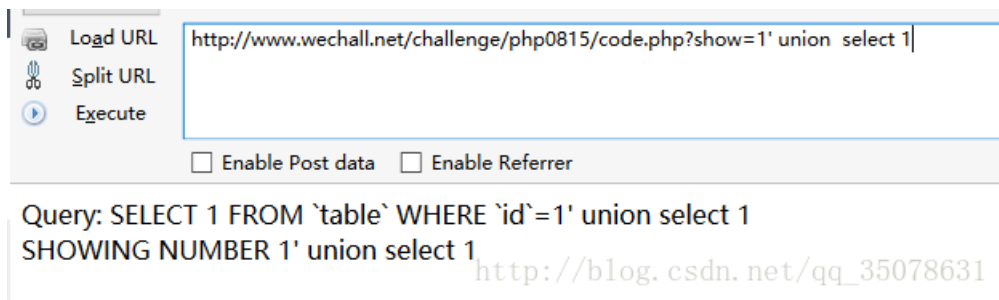 Load URL http://www.wechall.net/challenge/php0815/code.php?show=1' union  select 1
Split URL
Execute
Enable Post data Enable Referrer
Query: SELECT 1 FROM `table` WHERE `id`=1' union select 1
SHOWING NUMBER 1' union select 1
http://blog.csdn.net/qq_35078631